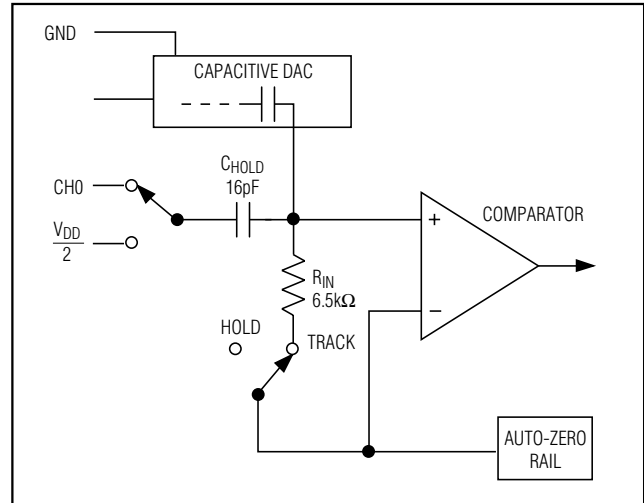 GND
CAPACITIVE DAC
CHOLD
16pF
CH0
COMPARATOR
+
VDD
2
RIN
6.5kΩ
−
HOLD
TRACK
AUTO-ZERO
RAIL